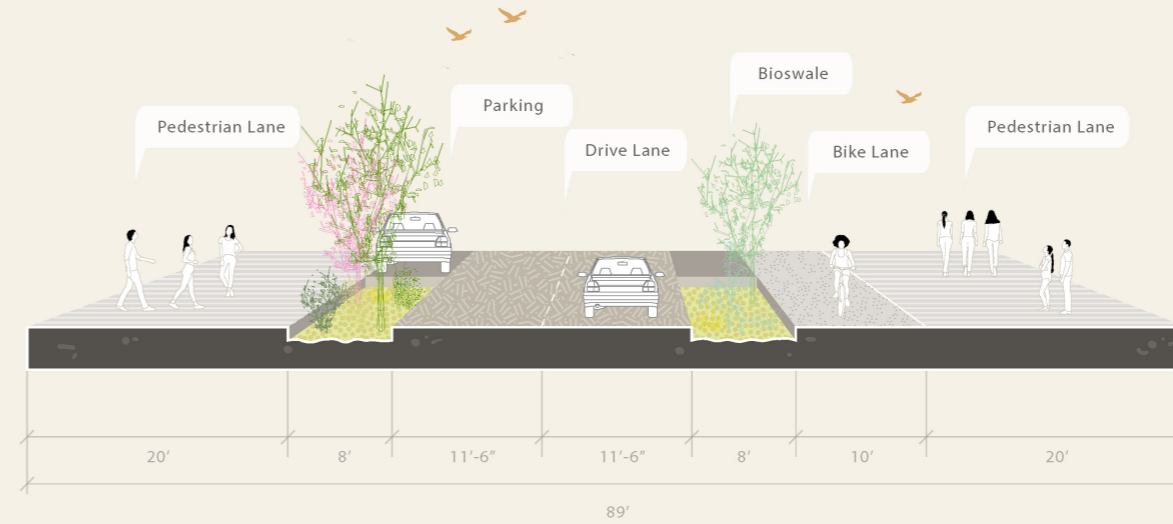 Bioswale
Parking
Pedestrian Lane
Pedestrian Lane
Drive Lane
Bike Lane
20′
8′
11′-6″
11′-6″
8′
10′
20′
89′